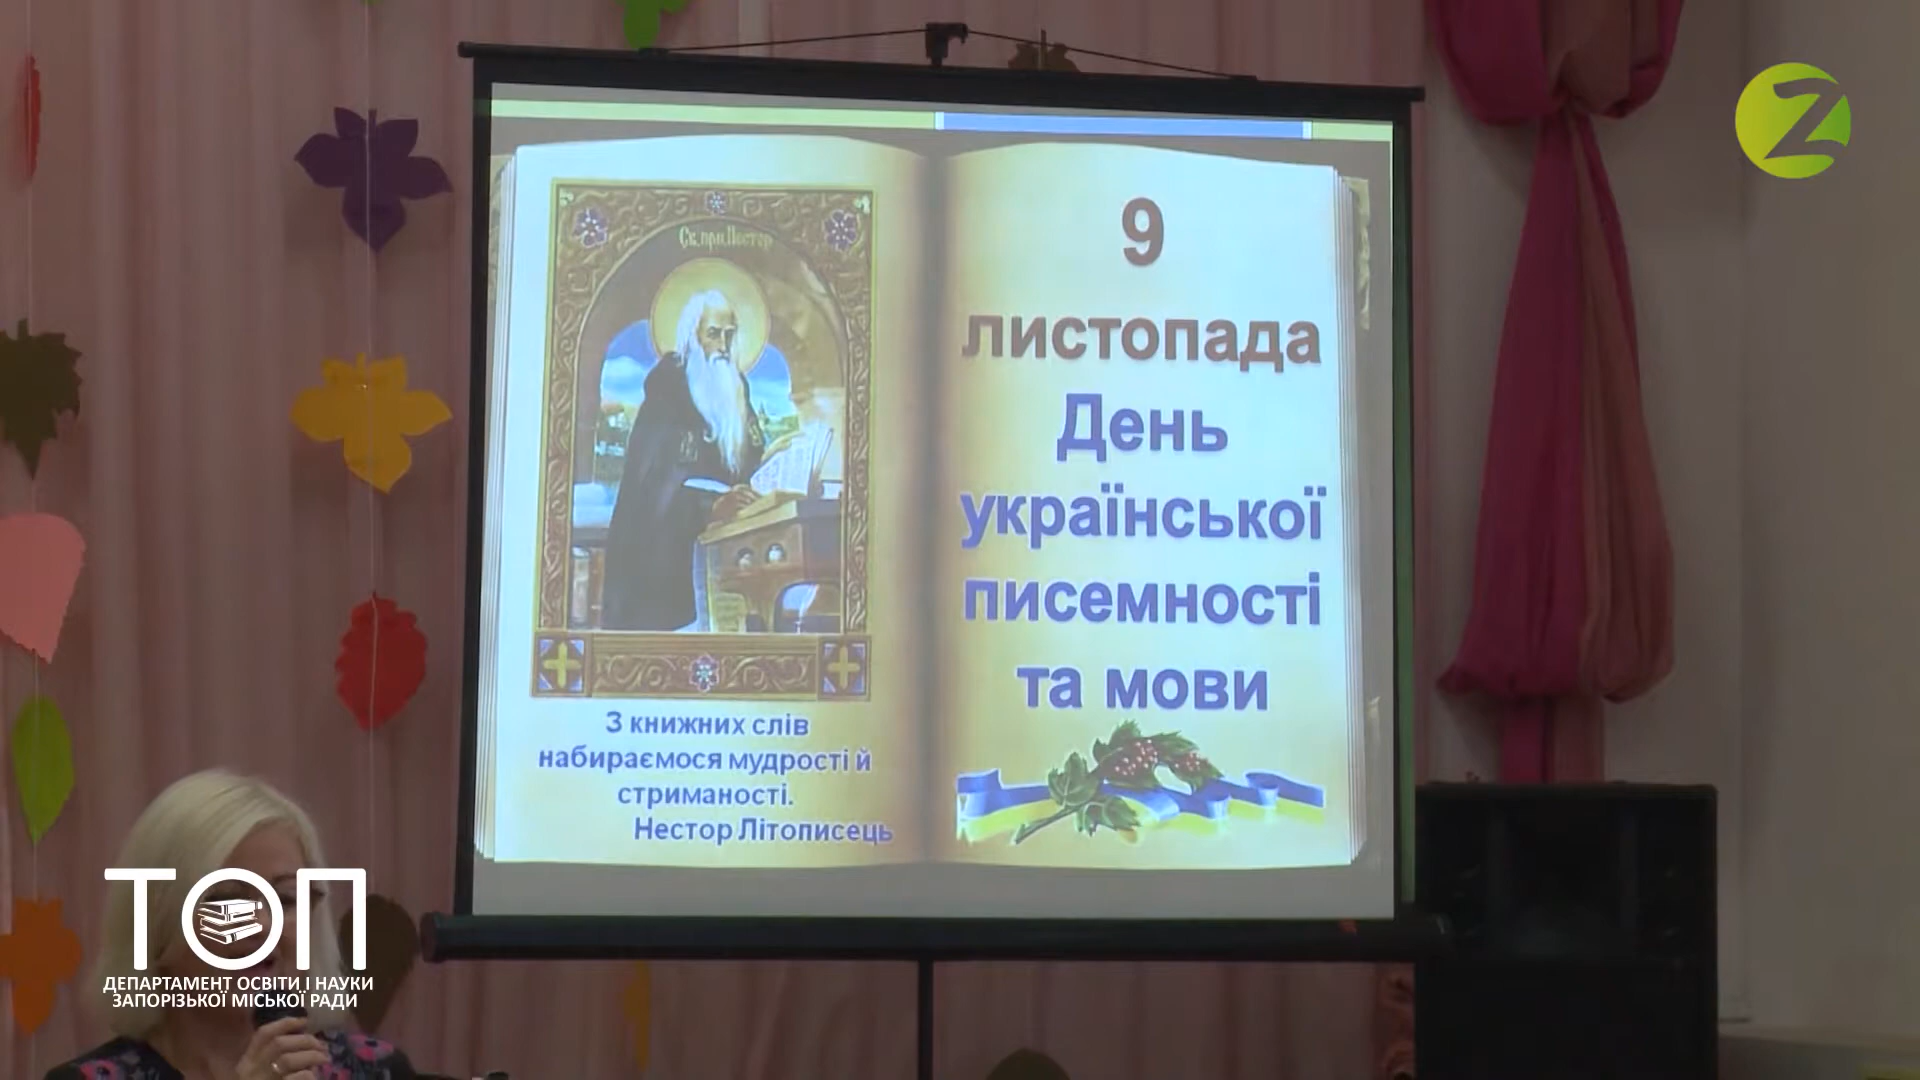 Св. прп. Нестор
З книжних слів
набираємося мудрості й
стриманості.
Нестор Літописець
9
листопада
День
української
писемності
та мови
Z
ТОП
ДЕПАРТАМЕНТ ОСВІТИ І НАУКИ
ЗАПОРІЗЬКОЇ МІСЬКОЇ РАДИ